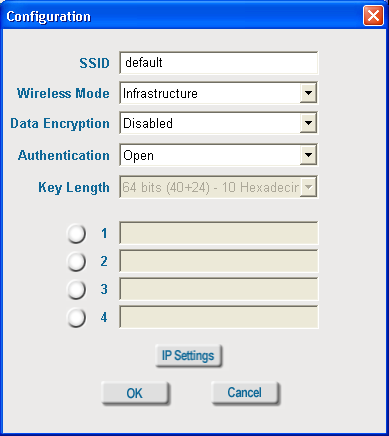 Configuration
SSID default
Wireless Mode Infrastructure
Data Encryption Disabled
Authentication Open
Key Length 64 bits (40+24) - 10 Hexadecir
1
2
3
4
IP Settings
OK Cancel